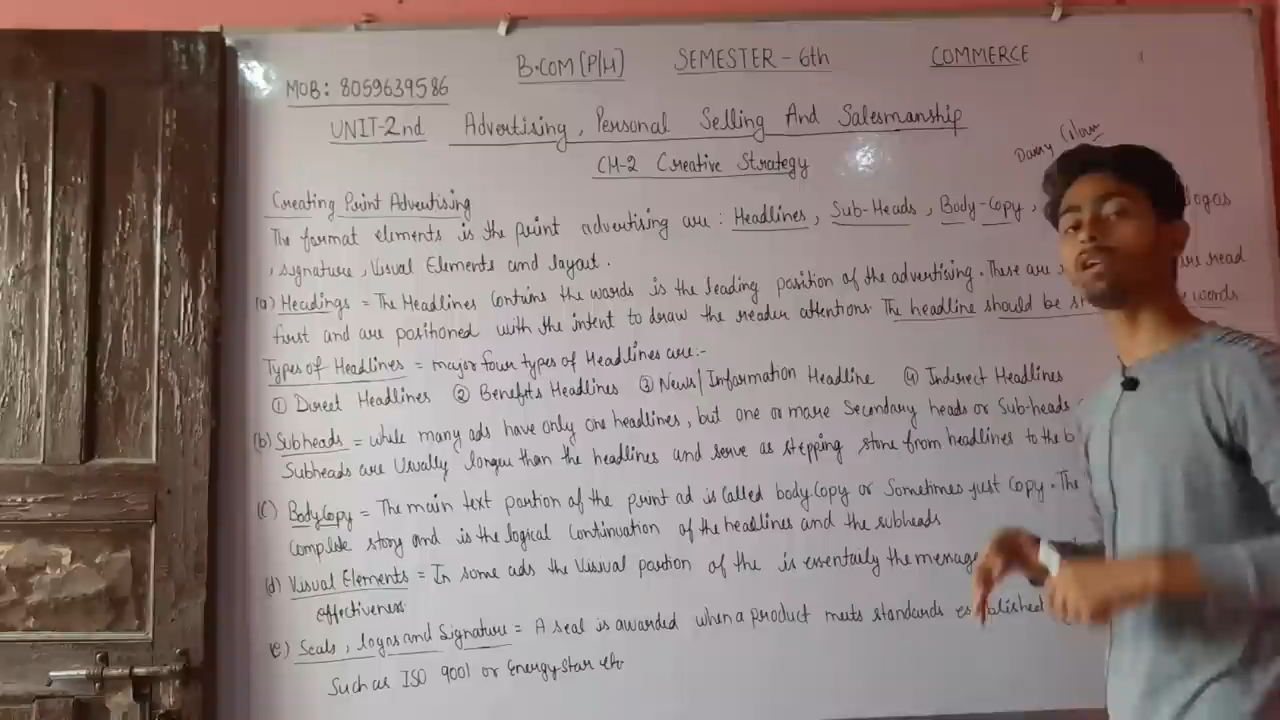 B.COM (P/H) SEMESTER - 6th COMMERCE
MOB: 8059639586
UNIT-2nd Advertising, Personal Selling And Salesmanship
CH-2 Creative Strategy
Creating Print Advertising
The format elements is the print advertising are : Headlines, Sub-Heads, Body-Copy, logos
, signature, Visual Elements and layout.
(a) Headings = The Headlines Contains the words is the leading position of the advertising. These are read
first and are positioned with the intent to draw the reader attentions. The headline should be words
Types of Headlines = major four types of Headlines are:-
① Direct Headlines ② Benefits Headlines ③ News/Information Headline ④ Indirect Headlines
(b) Subheads = while many ads have only one headlines, but one or more Secondary heads or Sub-heads
Subheads are Usually longer than the headlines and serve as stepping stone from headlines to the
(C) BodyCopy = The main text portion of the print ad is called body copy or Sometimes just Copy. The
Complete story and is the logical Continuation of the headlines and the subheads
(d) Visual Elements = In some ads the Visual portion of the is essentaily the
effectiveness
(e) Seals, logos and Signature = A seal is awarded when a product meets standards
Such as ISO 9001 or Energy star etc